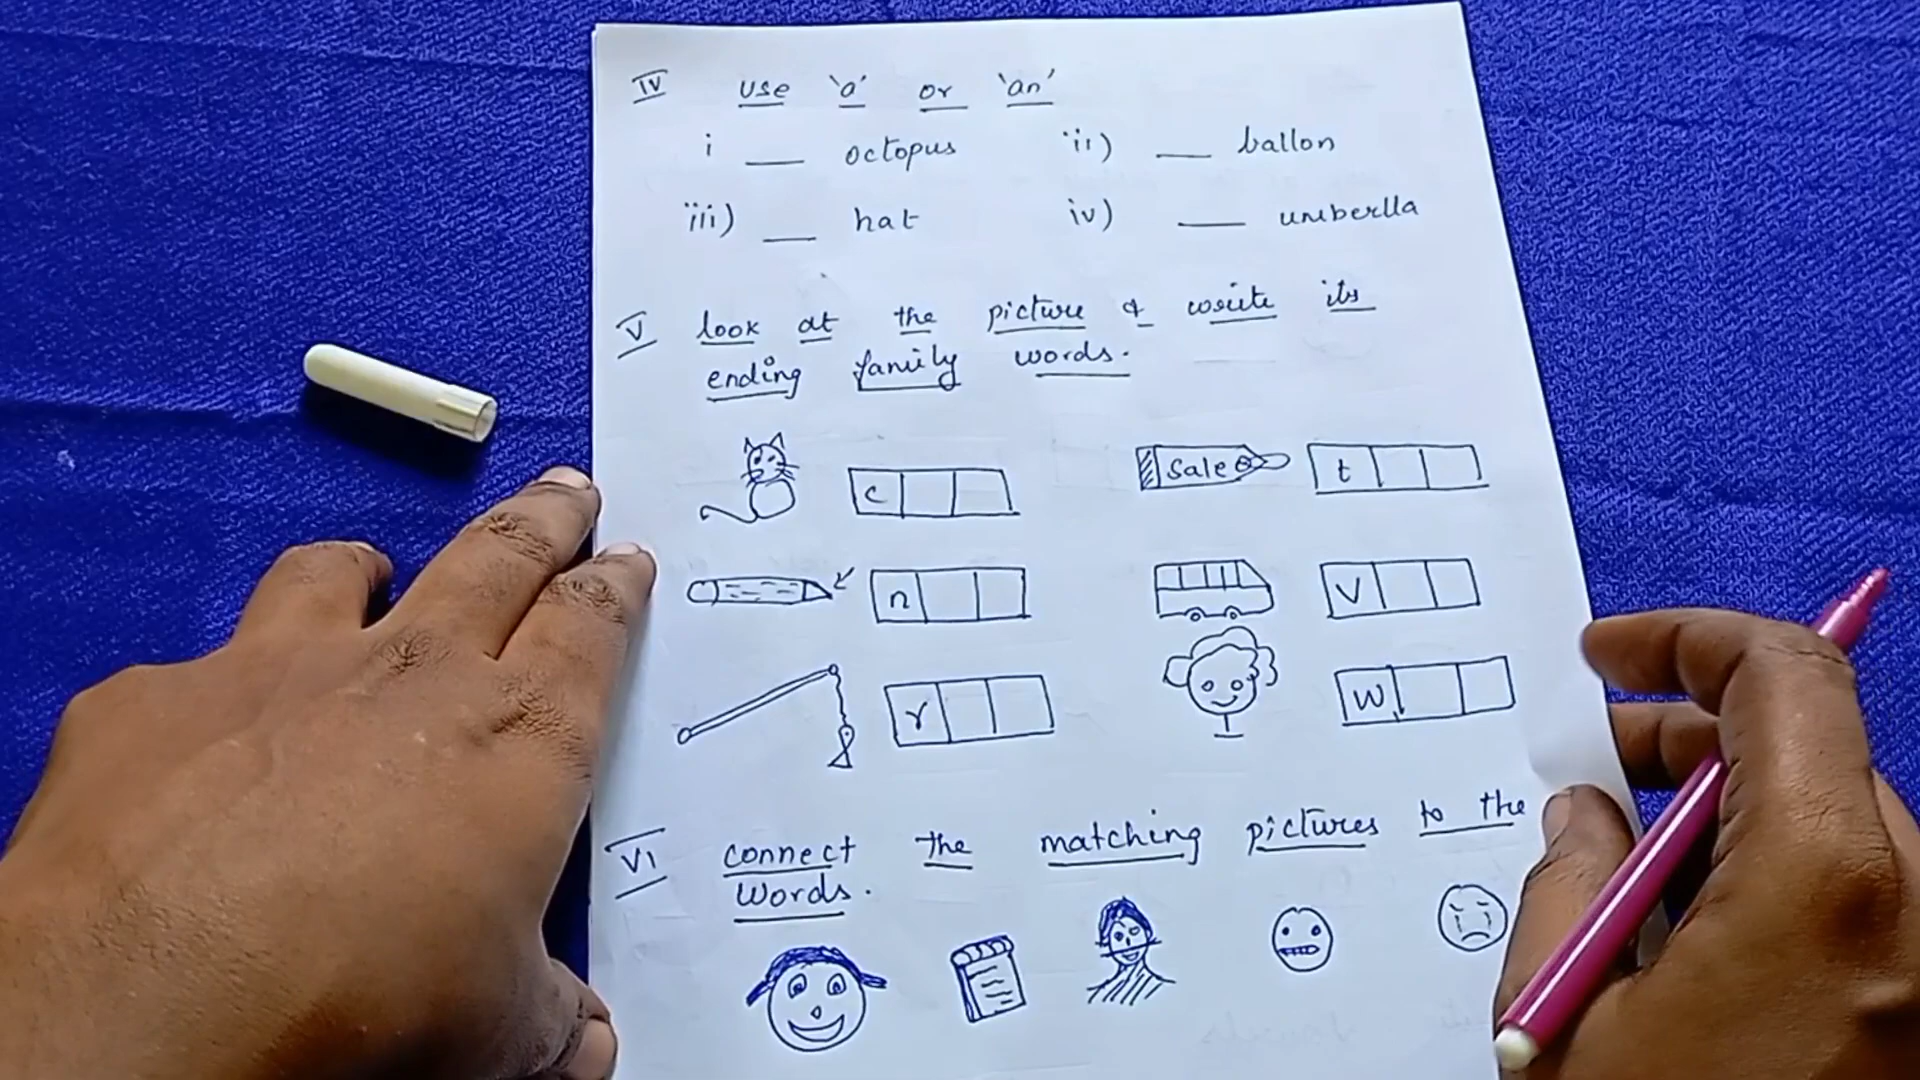 IV use 'a' or 'an'
i ___ octopus ii) ___ ballon
iii) ___ hat iv) ___ umberlla
V look at the picture & write its
ending family words.
c sale t
n v
r w
VI connect the matching pictures to the
words.